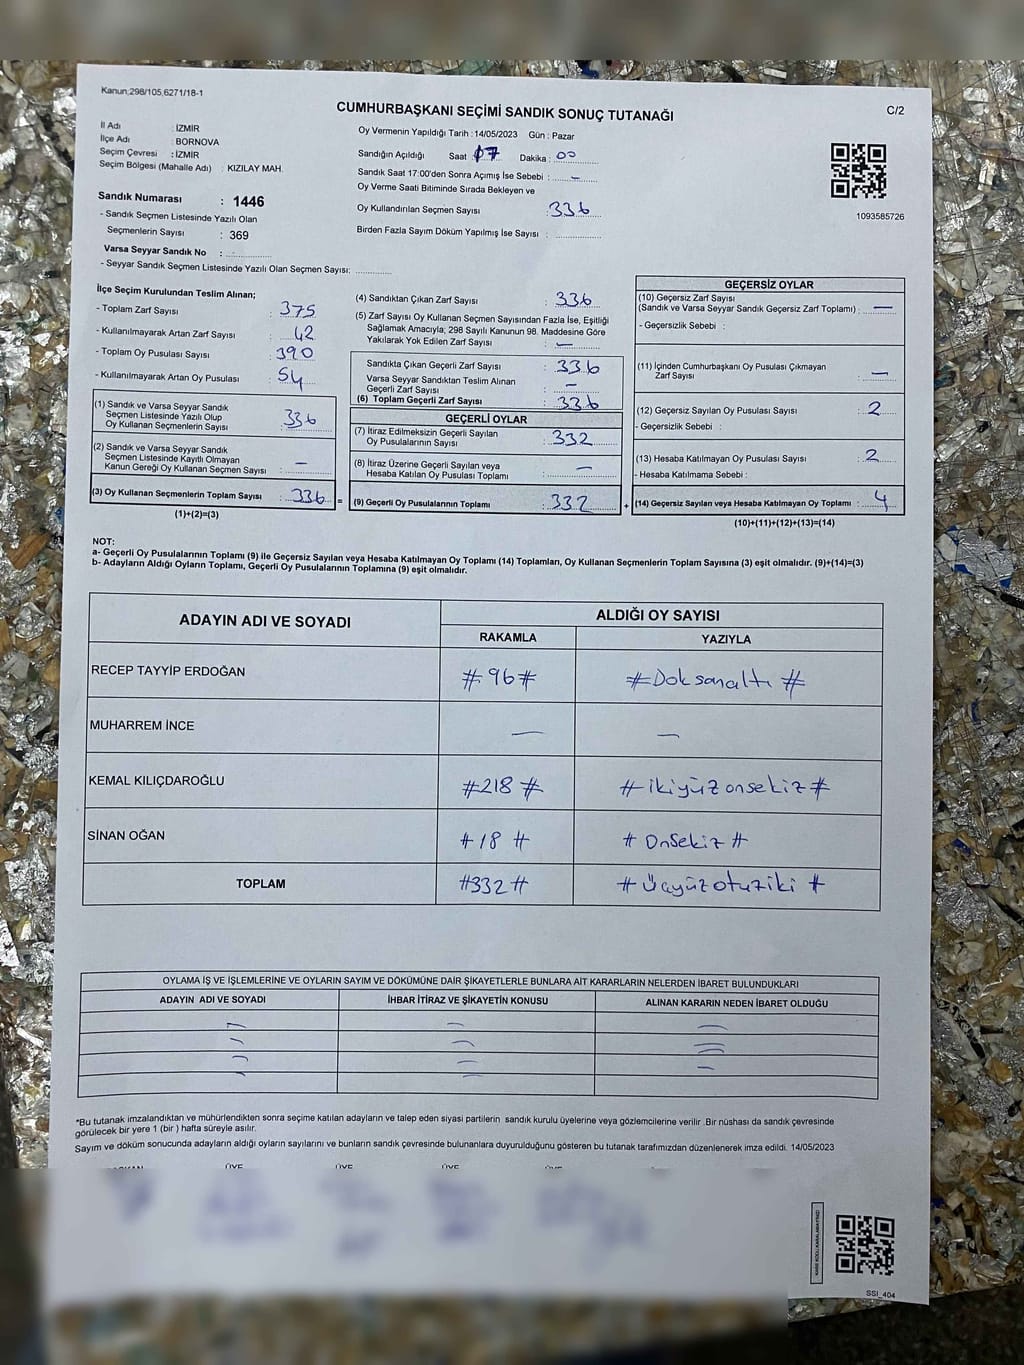 Kanun;298/105,6271/18-1
CUMHURBAŞKANI SEÇİMİ SANDIK SONUÇ TUTANAĞI
C/2
İl Adı : İZMİR
İlçe Adı : BORNOVA
Seçim Çevresi : İZMİR
Seçim Bölgesi (Mahalle Adı) : KIZILAY MAH.
Sandık Numarası : 1446
- Sandık Seçmen Listesinde Yazılı Olan
Seçmenlerin Sayısı : 369
Varsa Seyyar Sandık No :
- Seyyar Sandık Seçmen Listesinde Yazılı Olan Seçmen Sayısı:
Oy Vermenin Yapıldığı Tarih : 14/05/2023 Gün : Pazar
Sandığın Açıldığı Saat 17 Dakika : 00
Sandık Saat 17:00'den Sonra Açımış İse Sebebi : -
Oy Verme Saati Bitiminde Sırada Bekleyen ve
Oy Kullandırılan Seçmen Sayısı : 336
Birden Fazla Sayım Döküm Yapılmış İse Sayısı :
1093585726
İlçe Seçim Kurulundan Teslim Alınan;
- Toplam Zarf Sayısı : 375
- Kullanılmayarak Artan Zarf Sayısı : 42
- Toplam Oy Pusulası Sayısı : 390
- Kullanılmayarak Artan Oy Pusulası : 54
(1) Sandık ve Varsa Seyyar Sandık
Seçmen Listesinde Yazılı Olup
Oy Kullanan Seçmenlerin Sayısı : 336
(2) Sandık ve Varsa Seyyar Sandık
Seçmen Listesinde Kayıtlı Olmayan
Kanun Gereği Oy Kullanan Seçmen Sayısı : -
(3) Oy Kullanan Seçmenlerin Toplam Sayısı : 336 =
(1)+(2)=(3)
(4) Sandıktan Çıkan Zarf Sayısı : 336
(5) Zarf Sayısı Oy Kullanan Seçmen Sayısından Fazla İse, Eşitliği
Sağlamak Amacıyla; 298 Sayılı Kanunun 98. Maddesine Göre
Yakılarak Yok Edilen Zarf Sayısı : -
Sandıkta Çıkan Geçerli Zarf Sayısı : 336
Varsa Seyyar Sandıktan Teslim Alınan
Geçerli Zarf Sayısı : -
(6) Toplam Geçerli Zarf Sayısı : 336
GEÇERLİ OYLAR
(7) İtiraz Edilmeksizin Geçerli Sayılan
Oy Pusulalarının Sayısı : 332
(8) İtiraz Üzerine Geçerli Sayılan veya
Hesaba Katılan Oy Pusulası Toplamı : -
(9) Geçerli Oy Pusulalarının Toplamı : 332 +
GEÇERSİZ OYLAR
(10) Geçersiz Zarf Sayısı
(Sandık ve Varsa Seyyar Sandık Geçersiz Zarf Toplamı) : -
- Geçersizlik Sebebi :
(11) İçinden Cumhurbaşkanı Oy Pusulası Çıkmayan
Zarf Sayısı : -
(12) Geçersiz Sayılan Oy Pusulası Sayısı : 2
- Geçersizlik Sebebi :
(13) Hesaba Katılmayan Oy Pusulası Sayısı : 2
- Hesaba Katılmama Sebebi :
(14) Geçersiz Sayılan veya Hesaba Katılmayan Oy Toplamı : 4
(10)+(11)+(12)+(13)=(14)
NOT:
a- Geçerli Oy Pusulalarının Toplamı (9) ile Geçersiz Sayılan veya Hesaba Katılmayan Oy Toplamı (14) Toplamları, Oy Kullanan Seçmenlerin Toplam Sayısına (3) eşit olmalıdır. (9)+(14)=(3)
b- Adayların Aldığı Oyların Toplamı, Geçerli Oy Pusulalarının Toplamına (9) eşit olmalıdır.
ADAYIN ADI VE SOYADI
ALDIĞI OY SAYISI
RAKAMLA YAZIYLA
RECEP TAYYİP ERDOĞAN #96# #Doksanaltı#
MUHARREM İNCE - -
KEMAL KILIÇDAROĞLU #218# #ikiyüzonsekiz#
SİNAN OĞAN #18# #Onsekiz#
TOPLAM #332# #Üçyüzotuziki#
OYLAMA İŞ VE İŞLEMLERİNE VE OYLARIN SAYIM VE DÖKÜMÜNE DAİR ŞİKAYETLERLE BUNLARA AİT KARARLARIN NELERDEN İBARET BULUNDUKLARI
ADAYIN ADI VE SOYADI İHBAR İTİRAZ VE ŞİKAYETİN KONUSU ALINAN KARARIN NEDEN İBARET OLDUĞU
*Bu tutanak imzalandıktan ve mühürlendikten sonra seçime katılan adayların ve talep eden siyasi partilerin sandık kurulu üyelerine veya gözlemcilerine verilir .Bir nüshası da sandık çevresinde
görülecek bir yere 1 (bir ) hafta süreyle asılır.
Sayım ve döküm sonucunda adayların aldığı oyların sayılarını ve bunların sandık çevresinde bulunanlara duyurulduğunu gösteren bu tutanak tarafımızdan düzenlenerek imza edildi. 14/05/2023
ÜYE ÜYE ÜYE
SSI_404